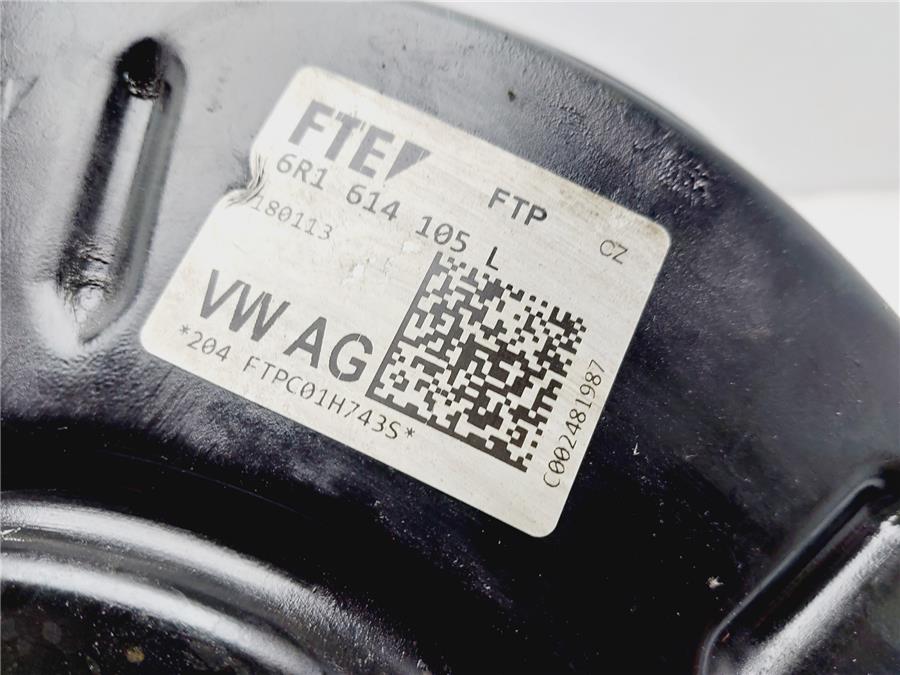 FTE
FTP
CZ
6R1 614 105 L
180113
VW AG
*204 FTPC01H743S*
C002481987